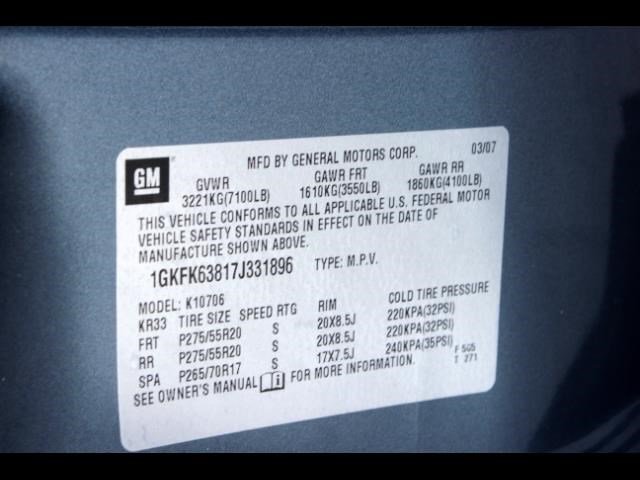 GM
MFD BY GENERAL MOTORS CORP. 03/07
GVWR GAWR FRT GAWR RR
3221KG(7100LB) 1610KG(3550LB) 1860KG(4100LB)
THIS VEHICLE CONFORMS TO ALL APPLICABLE U.S. FEDERAL MOTOR
VEHICLE SAFETY STANDARDS IN EFFECT ON THE DATE OF
MANUFACTURE SHOWN ABOVE.
1GKFK63817J331896 TYPE: M.P.V.
MODEL: K10706
KR33 TIRE SIZE SPEED RTG RIM COLD TIRE PRESSURE
FRT P275/55R20 S 20X8.5J 220KPA(32PSI)
RR P275/55R20 S 20X8.5J 220KPA(32PSI)
SPA P265/70R17 S 17X7.5J 240KPA(35PSI)
SEE OWNER'S MANUAL i FOR MORE INFORMATION.
F 505
T 271